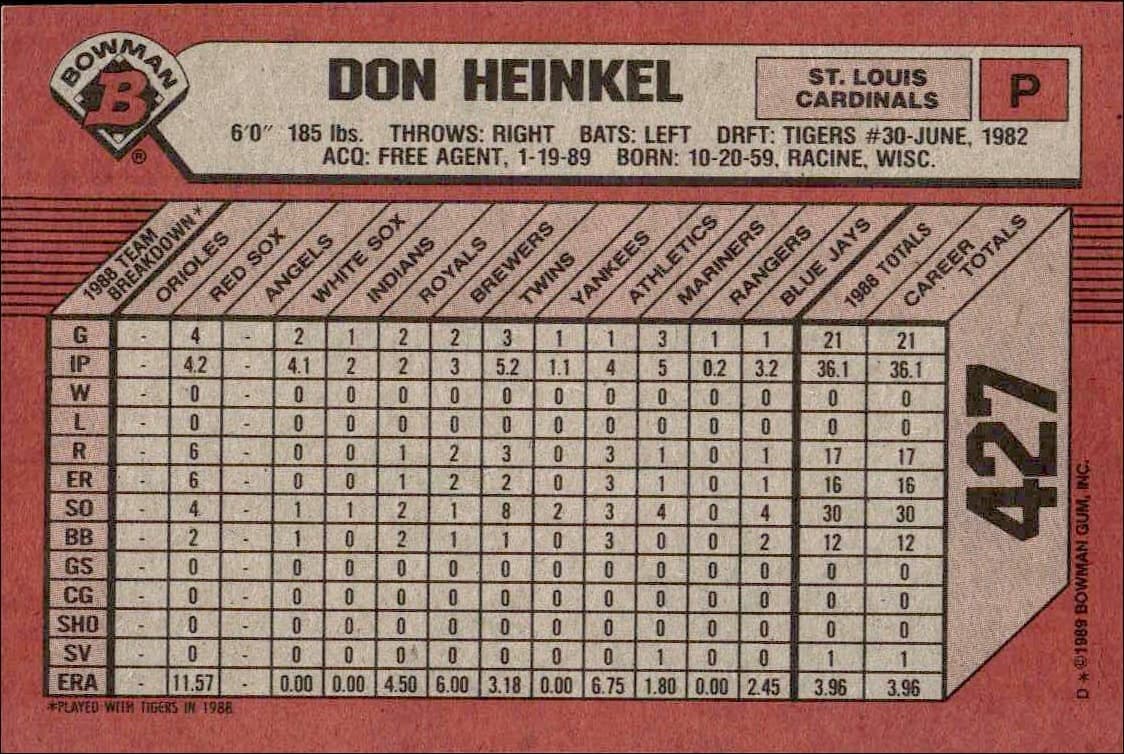 BOWMAN
B
®
DON HEINKEL
ST. LOUIS
CARDINALS
P
6'0" 185 lbs. THROWS: RIGHT BATS: LEFT DRFT: TIGERS #30-JUNE, 1982
ACQ: FREE AGENT, 1-19-89 BORN: 10-20-59, RACINE, WISC.
1988 TEAM
BREAKDOWN*
ORIOLES
RED SOX
ANGELS
WHITE SOX
INDIANS
ROYALS
BREWERS
TWINS
YANKEES
ATHLETICS
MARINERS
RANGERS
BLUE JAYS
1988 TOTALS
CAREER
TOTALS
G - 4 - 2 1 2 2 3 1 1 3 1 1 21 21
IP - 4.2 - 4.1 2 2 3 5.2 1.1 4 5 0.2 3.2 36.1 36.1
W - 0 - 0 0 0 0 0 0 0 0 0 0 0 0
L - 0 - 0 0 0 0 0 0 0 0 0 0 0 0
R - 6 - 0 0 1 2 3 0 3 1 0 1 17 17
ER - 6 - 0 0 1 2 2 0 3 1 0 1 16 16
SO - 4 - 1 1 2 1 8 2 3 4 0 4 30 30
BB - 2 - 1 0 2 1 1 0 3 0 0 2 12 12
GS - 0 - 0 0 0 0 0 0 0 0 0 0 0 0
CG - 0 - 0 0 0 0 0 0 0 0 0 0 0 0
SHO - 0 - 0 0 0 0 0 0 0 0 0 0 0 0
SV - 0 - 0 0 0 0 0 0 0 1 0 0 1 1
ERA - 11.57 - 0.00 0.00 4.50 6.00 3.18 0.00 6.75 1.80 0.00 2.45 3.96 3.96
*PLAYED WITH TIGERS IN 1988
427
D *©1989 BOWMAN GUM, INC.